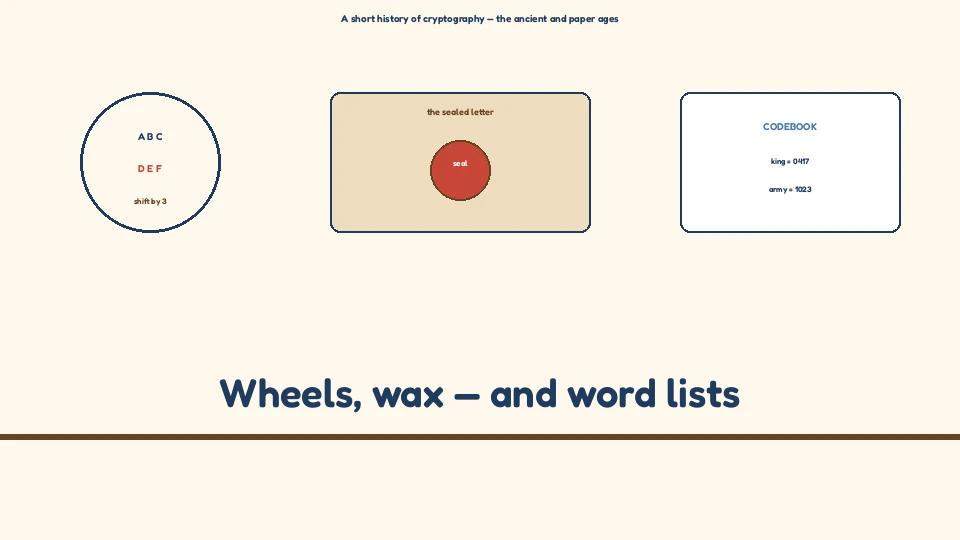 A short history of cryptography — the ancient and paper ages
A B C
D E F
shift by 3
the sealed letter
seal
CODEBOOK
king = 0417
army = 1023
Wheels, wax — and word lists